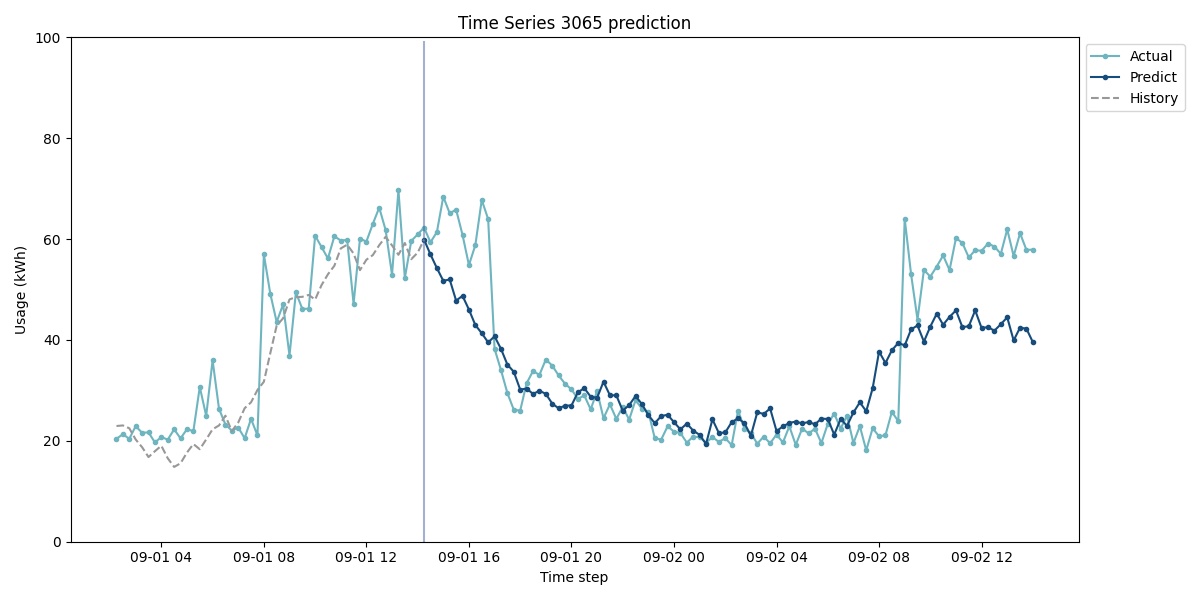 Time Series 3065 prediction
Usage (kWh)
100
80
60
40
20
0
09-01 04
09-01 08
09-01 12
09-01 16
09-01 20
09-02 00
09-02 04
09-02 08
09-02 12
Time step
Actual
Predict
History